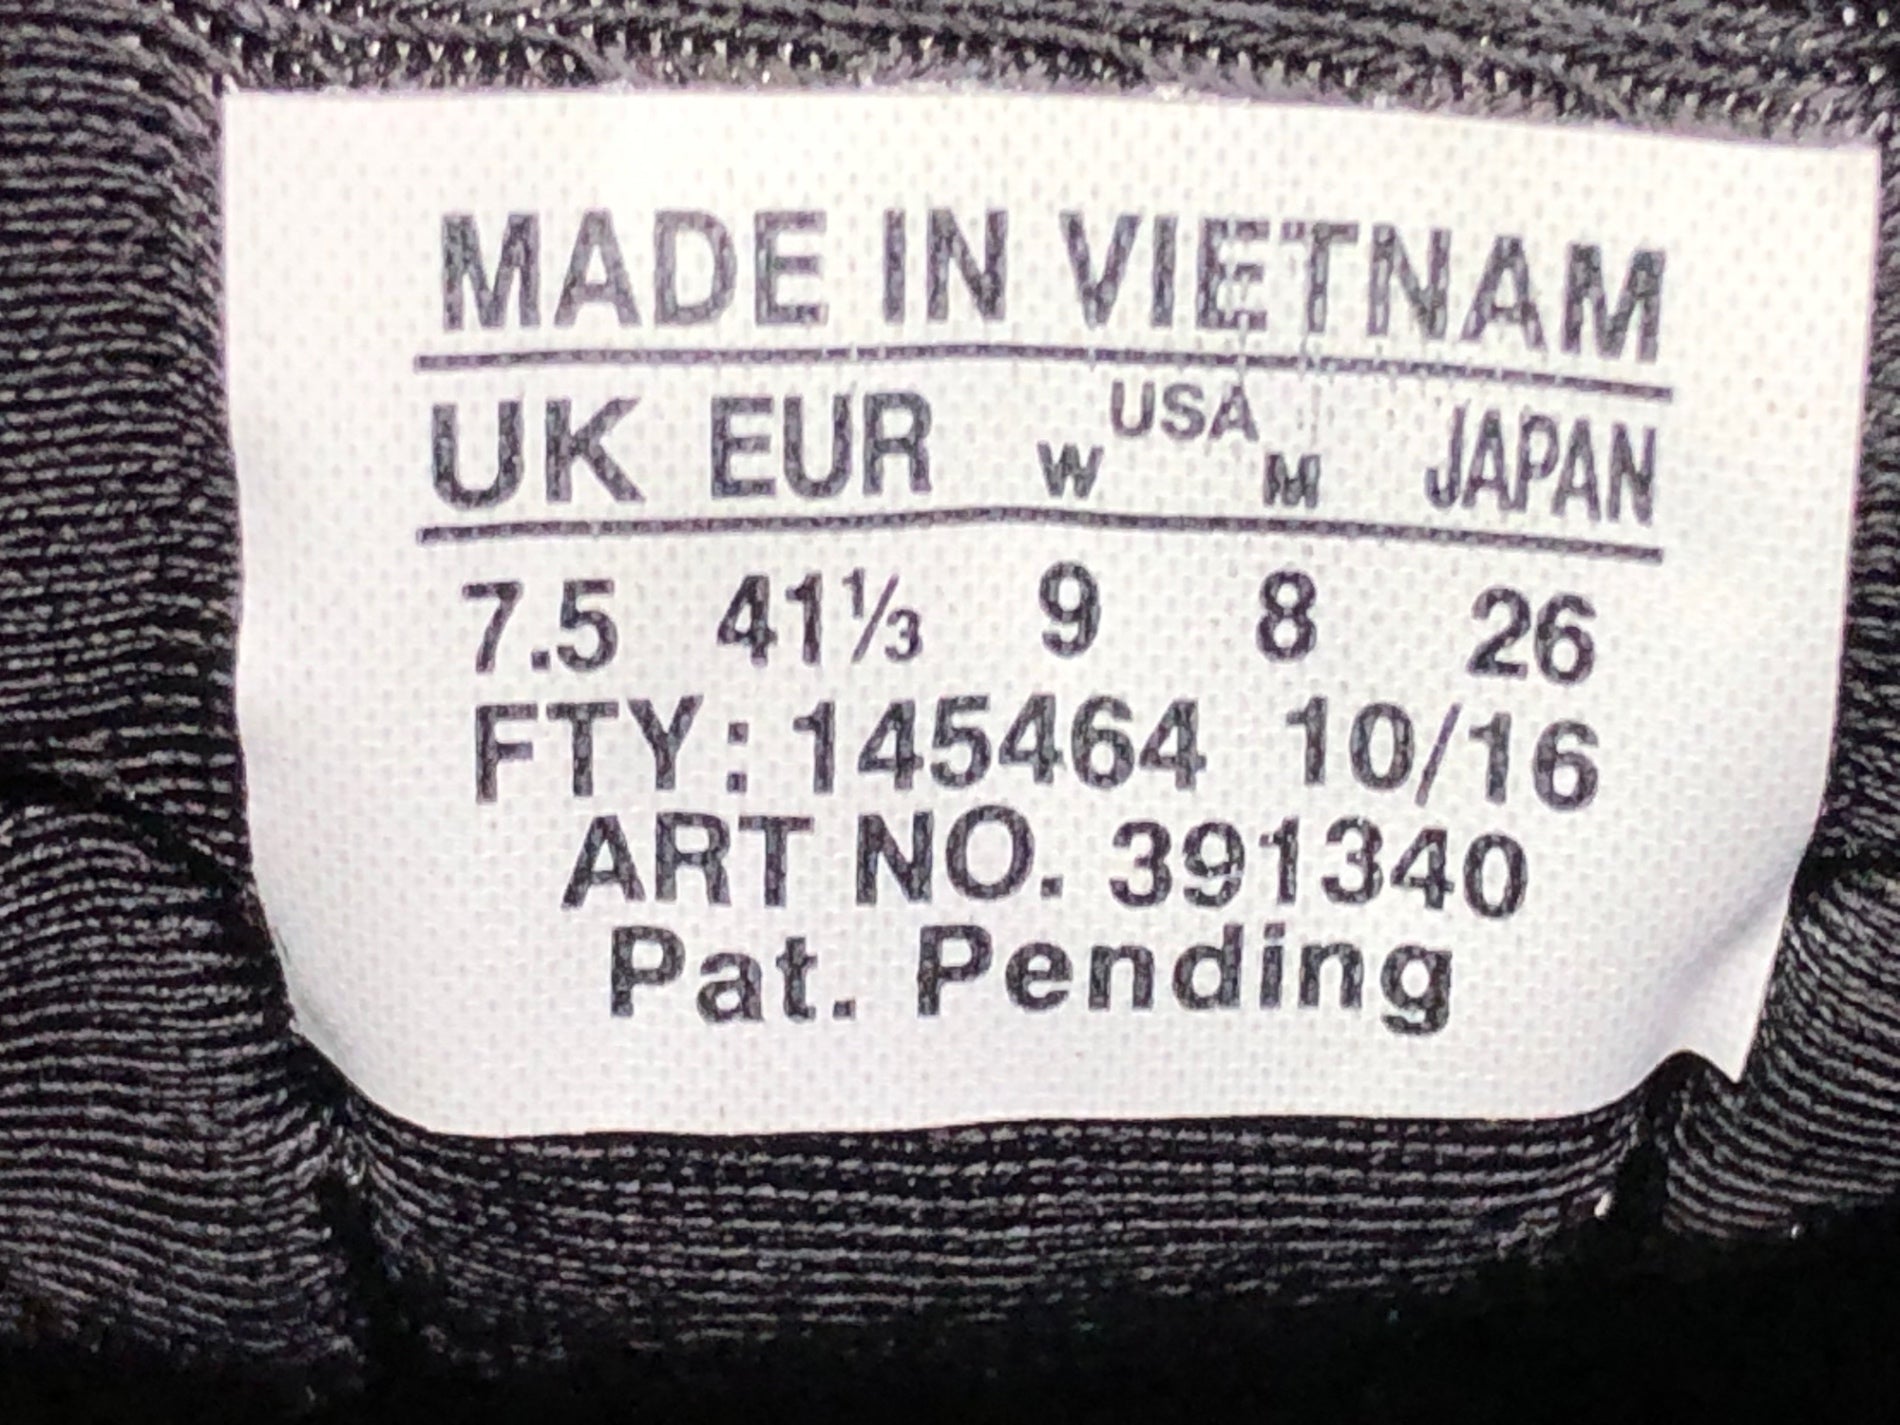 MADE IN VIETNAM
UK EUR W USA M JAPAN
7.5 41⅓ 9 8 26
FTY: 145464 10/16
ART NO. 391340
Pat. Pending